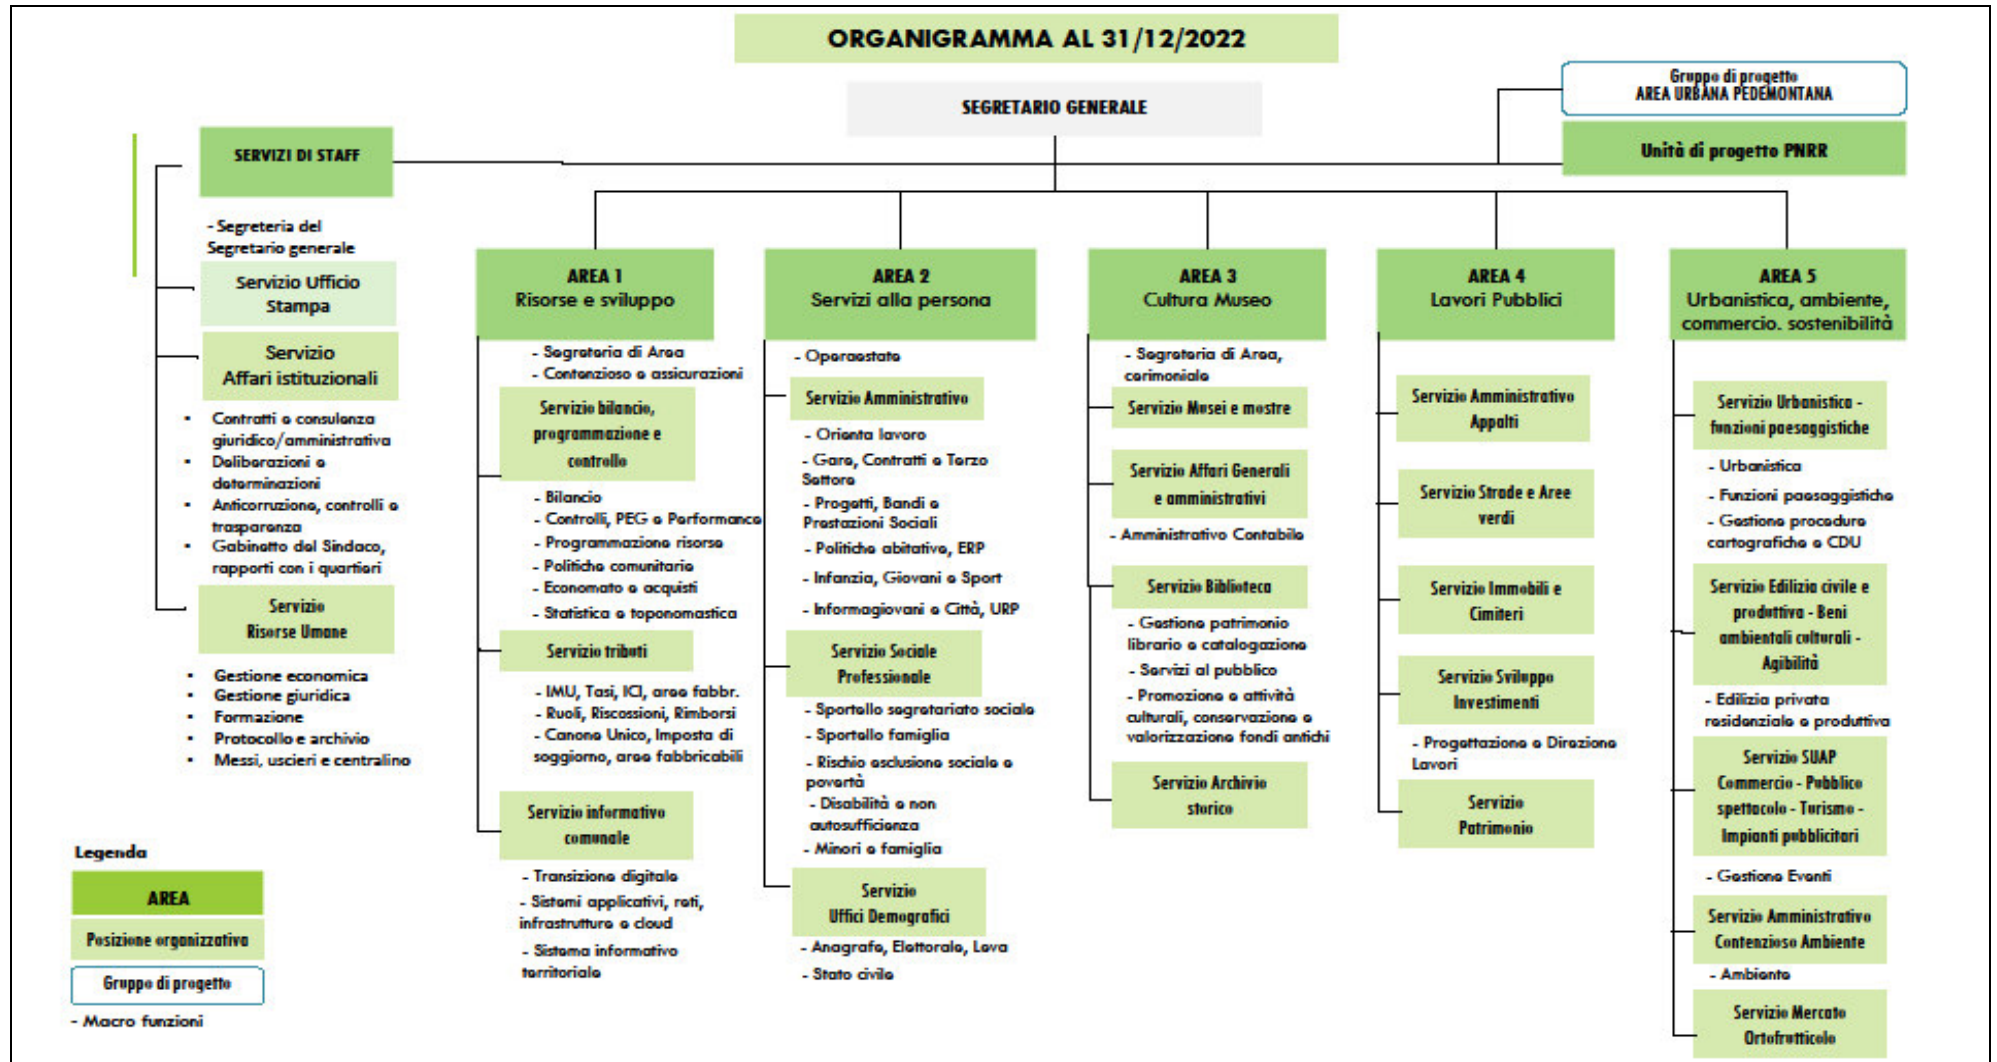 ORGANIGRAMMA AL 31/12/2022
SEGRETARIO GENERALE
Gruppo di progetto
AREA URBANA PEDEMONTANA
Unità di progetto PNRR
SERVIZI DI STAFF
- Segreteria del
Segretario generale
Servizio Ufficio
Stampa
Servizio
Affari istituzionali
▪ Contratti e consulenza
giuridico/amministrativa
▪ Deliberazioni e
determinazioni
▪ Anticorruzione, controlli e
trasparenza
▪ Gabinetto del Sindaco,
rapporti con i quartieri
Servizio
Risorse Umane
▪ Gestione economica
▪ Gestione giuridica
▪ Formazione
▪ Protocollo e archivio
▪ Messi, uscieri e centralino
AREA 1
Risorse e sviluppo
- Segreteria di Area
- Contenzioso e assicurazioni
Servizio bilancio,
programmazione e
controllo
- Bilancio
- Controlli, PEG e Performance
- Programmazione risorse
- Politiche comunitarie
- Economato e acquisti
- Statistica e toponomastica
Servizio tributi
- IMU, Tasi, ICI, aree fabbr.
- Ruoli, Riscossioni, Rimborsi
- Canone Unico, Imposta di
soggiorno, aree fabbricabili
Servizio informativo
comunale
- Transizione digitale
- Sistemi applicativi, reti,
infrastrutture e cloud
- Sistema informativo
territoriale
AREA 2
Servizi alla persona
- Operaestate
Servizio Amministrativo
- Orienta lavoro
- Gare, Contratti e Terzo
Settore
- Progetti, Bandi e
Prestazioni Sociali
- Politiche abitative, ERP
- Infanzia, Giovani e Sport
- Informagiovani e Città, URP
Servizio Sociale
Professionale
- Sportello segretariato sociale
- Sportello famiglia
- Rischio esclusione sociale e
povertà
- Disabilità e non
autosufficienza
- Minori e famiglia
Servizio
Uffici Demografici
- Anagrafe, Elettorale, Leva
- Stato civile
AREA 3
Cultura Museo
- Segreteria di Area,
cerimoniale
Servizio Musei e mostre
Servizio Affari Generali
e amministrativi
- Amministrativo Contabile
Servizio Biblioteca
- Gestione patrimonio
librario e catalogazione
- Servizi al pubblico
- Promozione e attività
culturali, conservazione e
valorizzazione fondi antichi
Servizio Archivio
storico
AREA 4
Lavori Pubblici
Servizio Amministrativo
Appalti
Servizio Strade e Aree
verdi
Servizio Immobili e
Cimiteri
Servizio Sviluppo
Investimenti
- Progettazione e Direzione
Lavori
Servizio
Patrimonio
AREA 5
Urbanistica, ambiente,
commercio. sostenibilità
Servizio Urbanistica -
funzioni paesaggistiche
- Urbanistica
- Funzioni paesaggistiche
- Gestione procedure
cartografiche e CDU
Servizio Edilizia civile e
produttiva - Beni
ambientali culturali -
Agibilità
- Edilizia privata
residenziale e produttiva
Servizio SUAP
Commercio - Pubblico
spettacolo - Turismo -
Impianti pubblicitari
- Gestione Eventi
Servizio Amministrativo
Contenzioso Ambiente
- Ambiente
Servizio Mercato
Ortofrutticolo
Legenda
AREA
Posizione organizzativa
Gruppo di progetto
- Macro funzioni